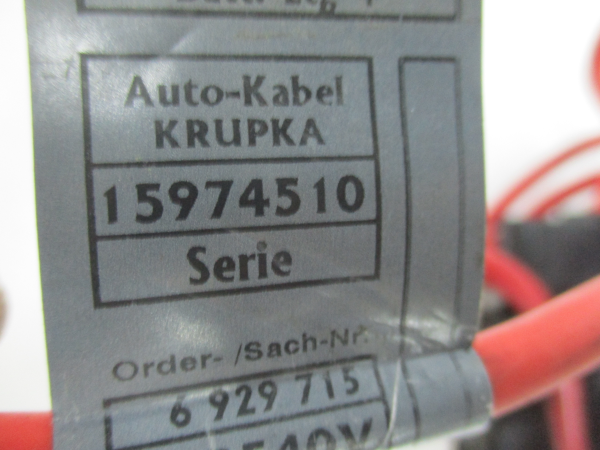 Auto-Kabel
KRUPKA
15974510
Serie
Order- /Sach-Nr.
6 929 715